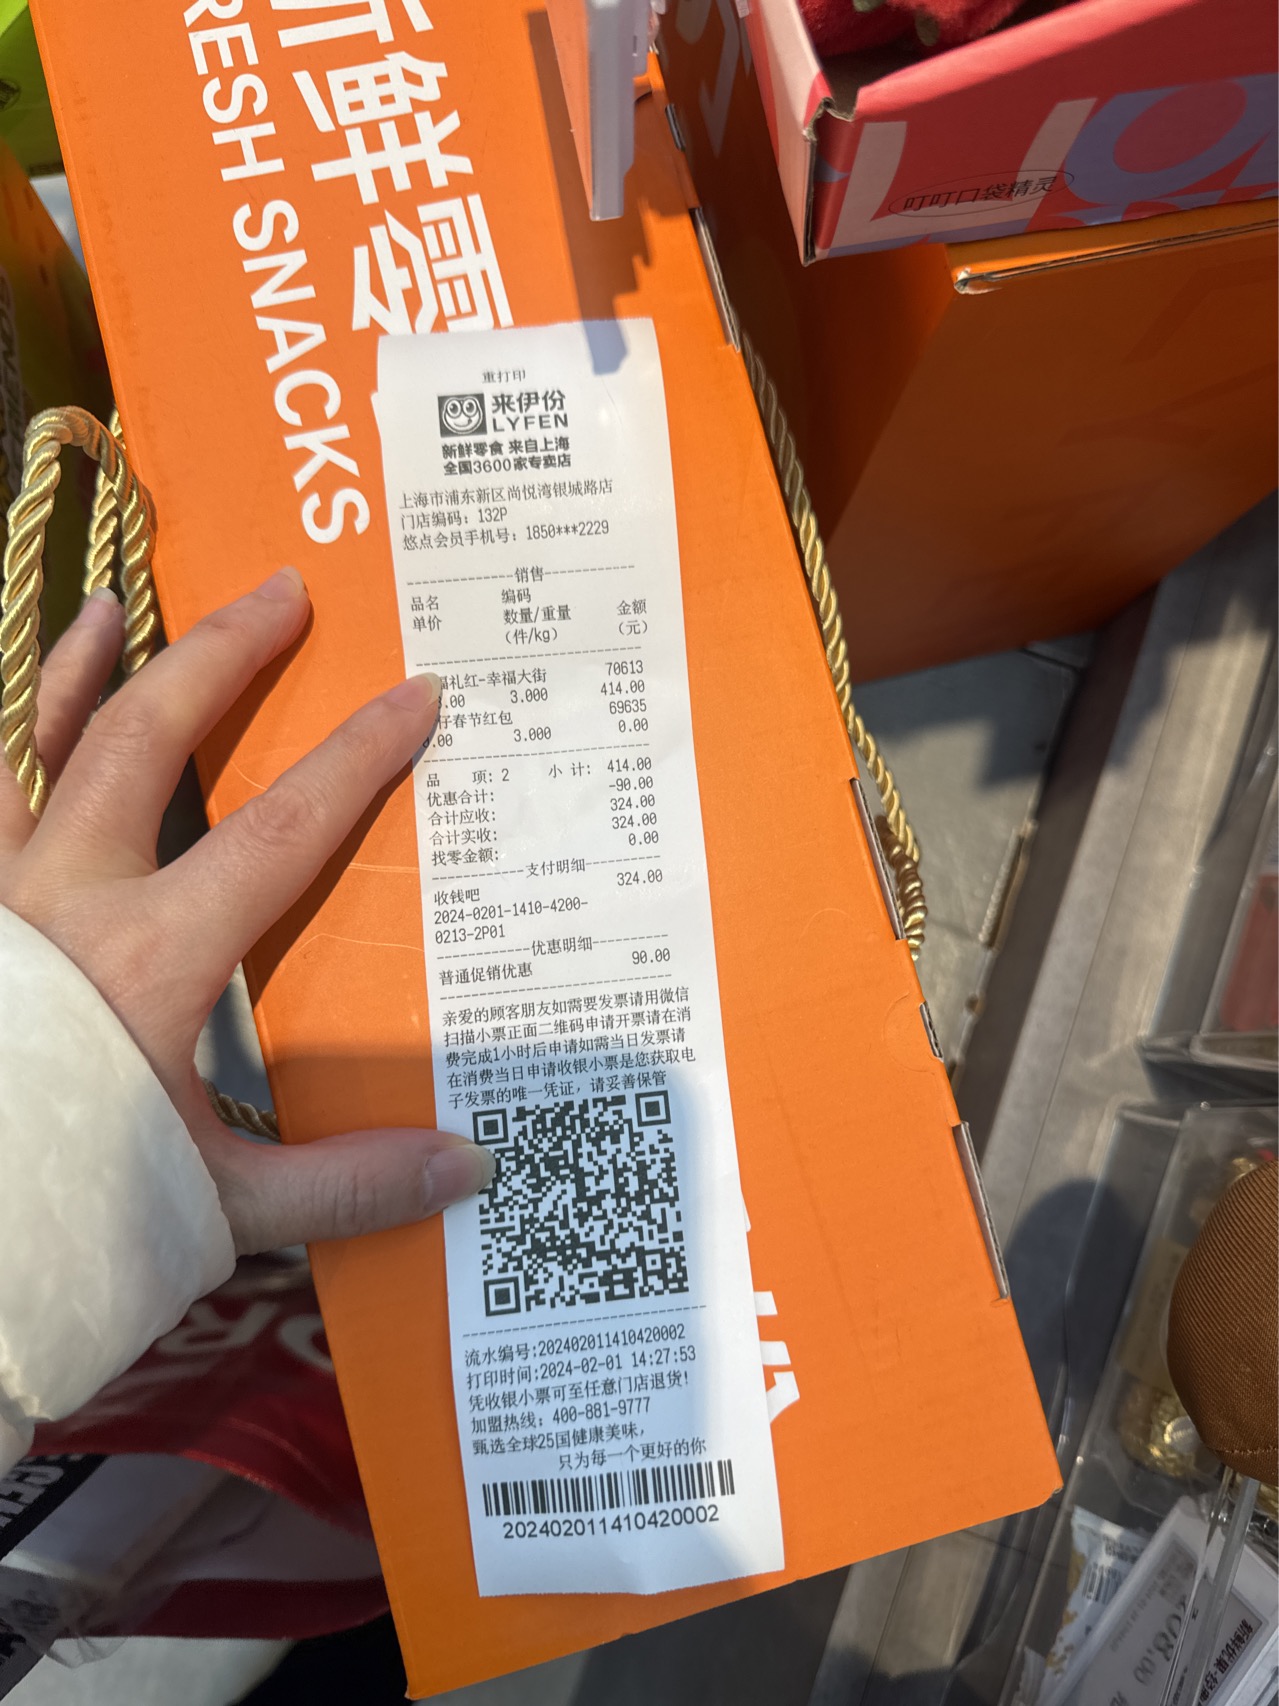 新鲜零
RESH SNACKS
叮叮口袋精灵
重打印
来伊份
LYFEN
新鲜零食 来自上海
全国3600家专卖店
上海市浦东新区尚悦湾银城路店
门店编码：132P
悠点会员手机号：1850***2229
--------------销售------------
品名 编码
单价 数量/重量 金额
（件/kg） （元）
福礼红-幸福大街 70613
8.00 3.000 414.00
仔春节红包 69635
0.00 3.000 0.00
品 项：2 小 计： 414.00
优惠合计： -90.00
合计应收： 324.00
合计实收： 324.00
找零金额： 0.00
------------支付明细----------
收钱吧 324.00
2024-0201-1410-4200-
0213-2P01
------------优惠明细----------
普通促销优惠 90.00
亲爱的顾客朋友如需要发票请用微信
扫描小票正面二维码申请开票请在消
费完成1小时后申请如需当日发票请
在消费当日申请收银小票是您获取电
子发票的唯一凭证，请妥善保管
流水编号:202402011410420002
打印时间:2024-02-01 14:27:53
凭收银小票可至任意门店退货！
加盟热线：400-881-9777
甄选全球25国健康美味，
只为每一个更好的你
202402011410420002